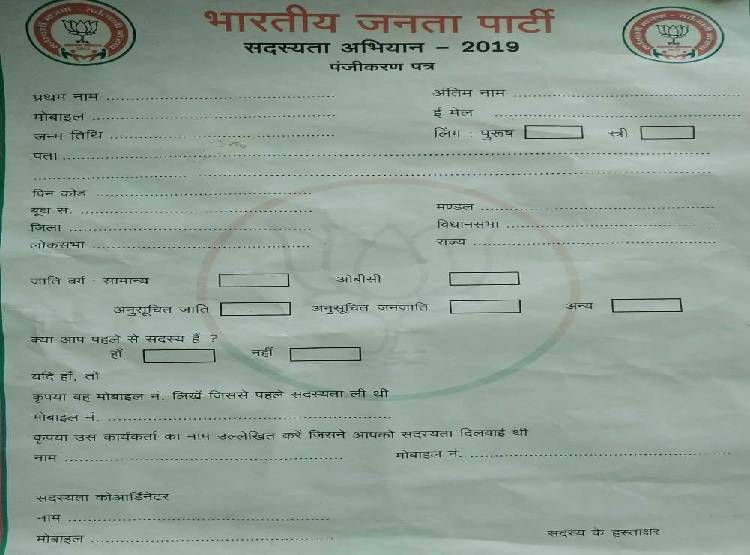 भारतीय जनता पार्टी
सदस्यता अभियान – 2019
पंजीकरण पत्र
प्रथम नाम ........ अंतिम नाम ........
मोबाइल ........ ई मेल ........
जन्म तिथि ........ लिंग : पुरूष स्त्री
पता ........
पिन कोड ........
बूथ स. ........ मण्डल ........
जिला ........ विधानसभा ........
लोकसभा ........ राज्य ........
जाति वर्ग : सामान्य ओबीसी
अनुसूचित जाति अनुसूचित जनजाति अन्य
क्या आप पहले से सदस्य हैं ?
हाँ नहीं
यदि हाँ, तो
कृपया वह मोबाइल नं. लिखें जिससे पहले सदस्यता ली थी
मोबाइल नं. ........
कृपया उस कार्यकर्ता का नाम उल्लेखित करें जिसने आपको सदस्यता दिलवाई थी
नाम ........ मोबाइल नं. ........
सदस्यता कोआर्डिनेटर
नाम ........
मोबाइल ........ सदस्य के हस्ताक्षर